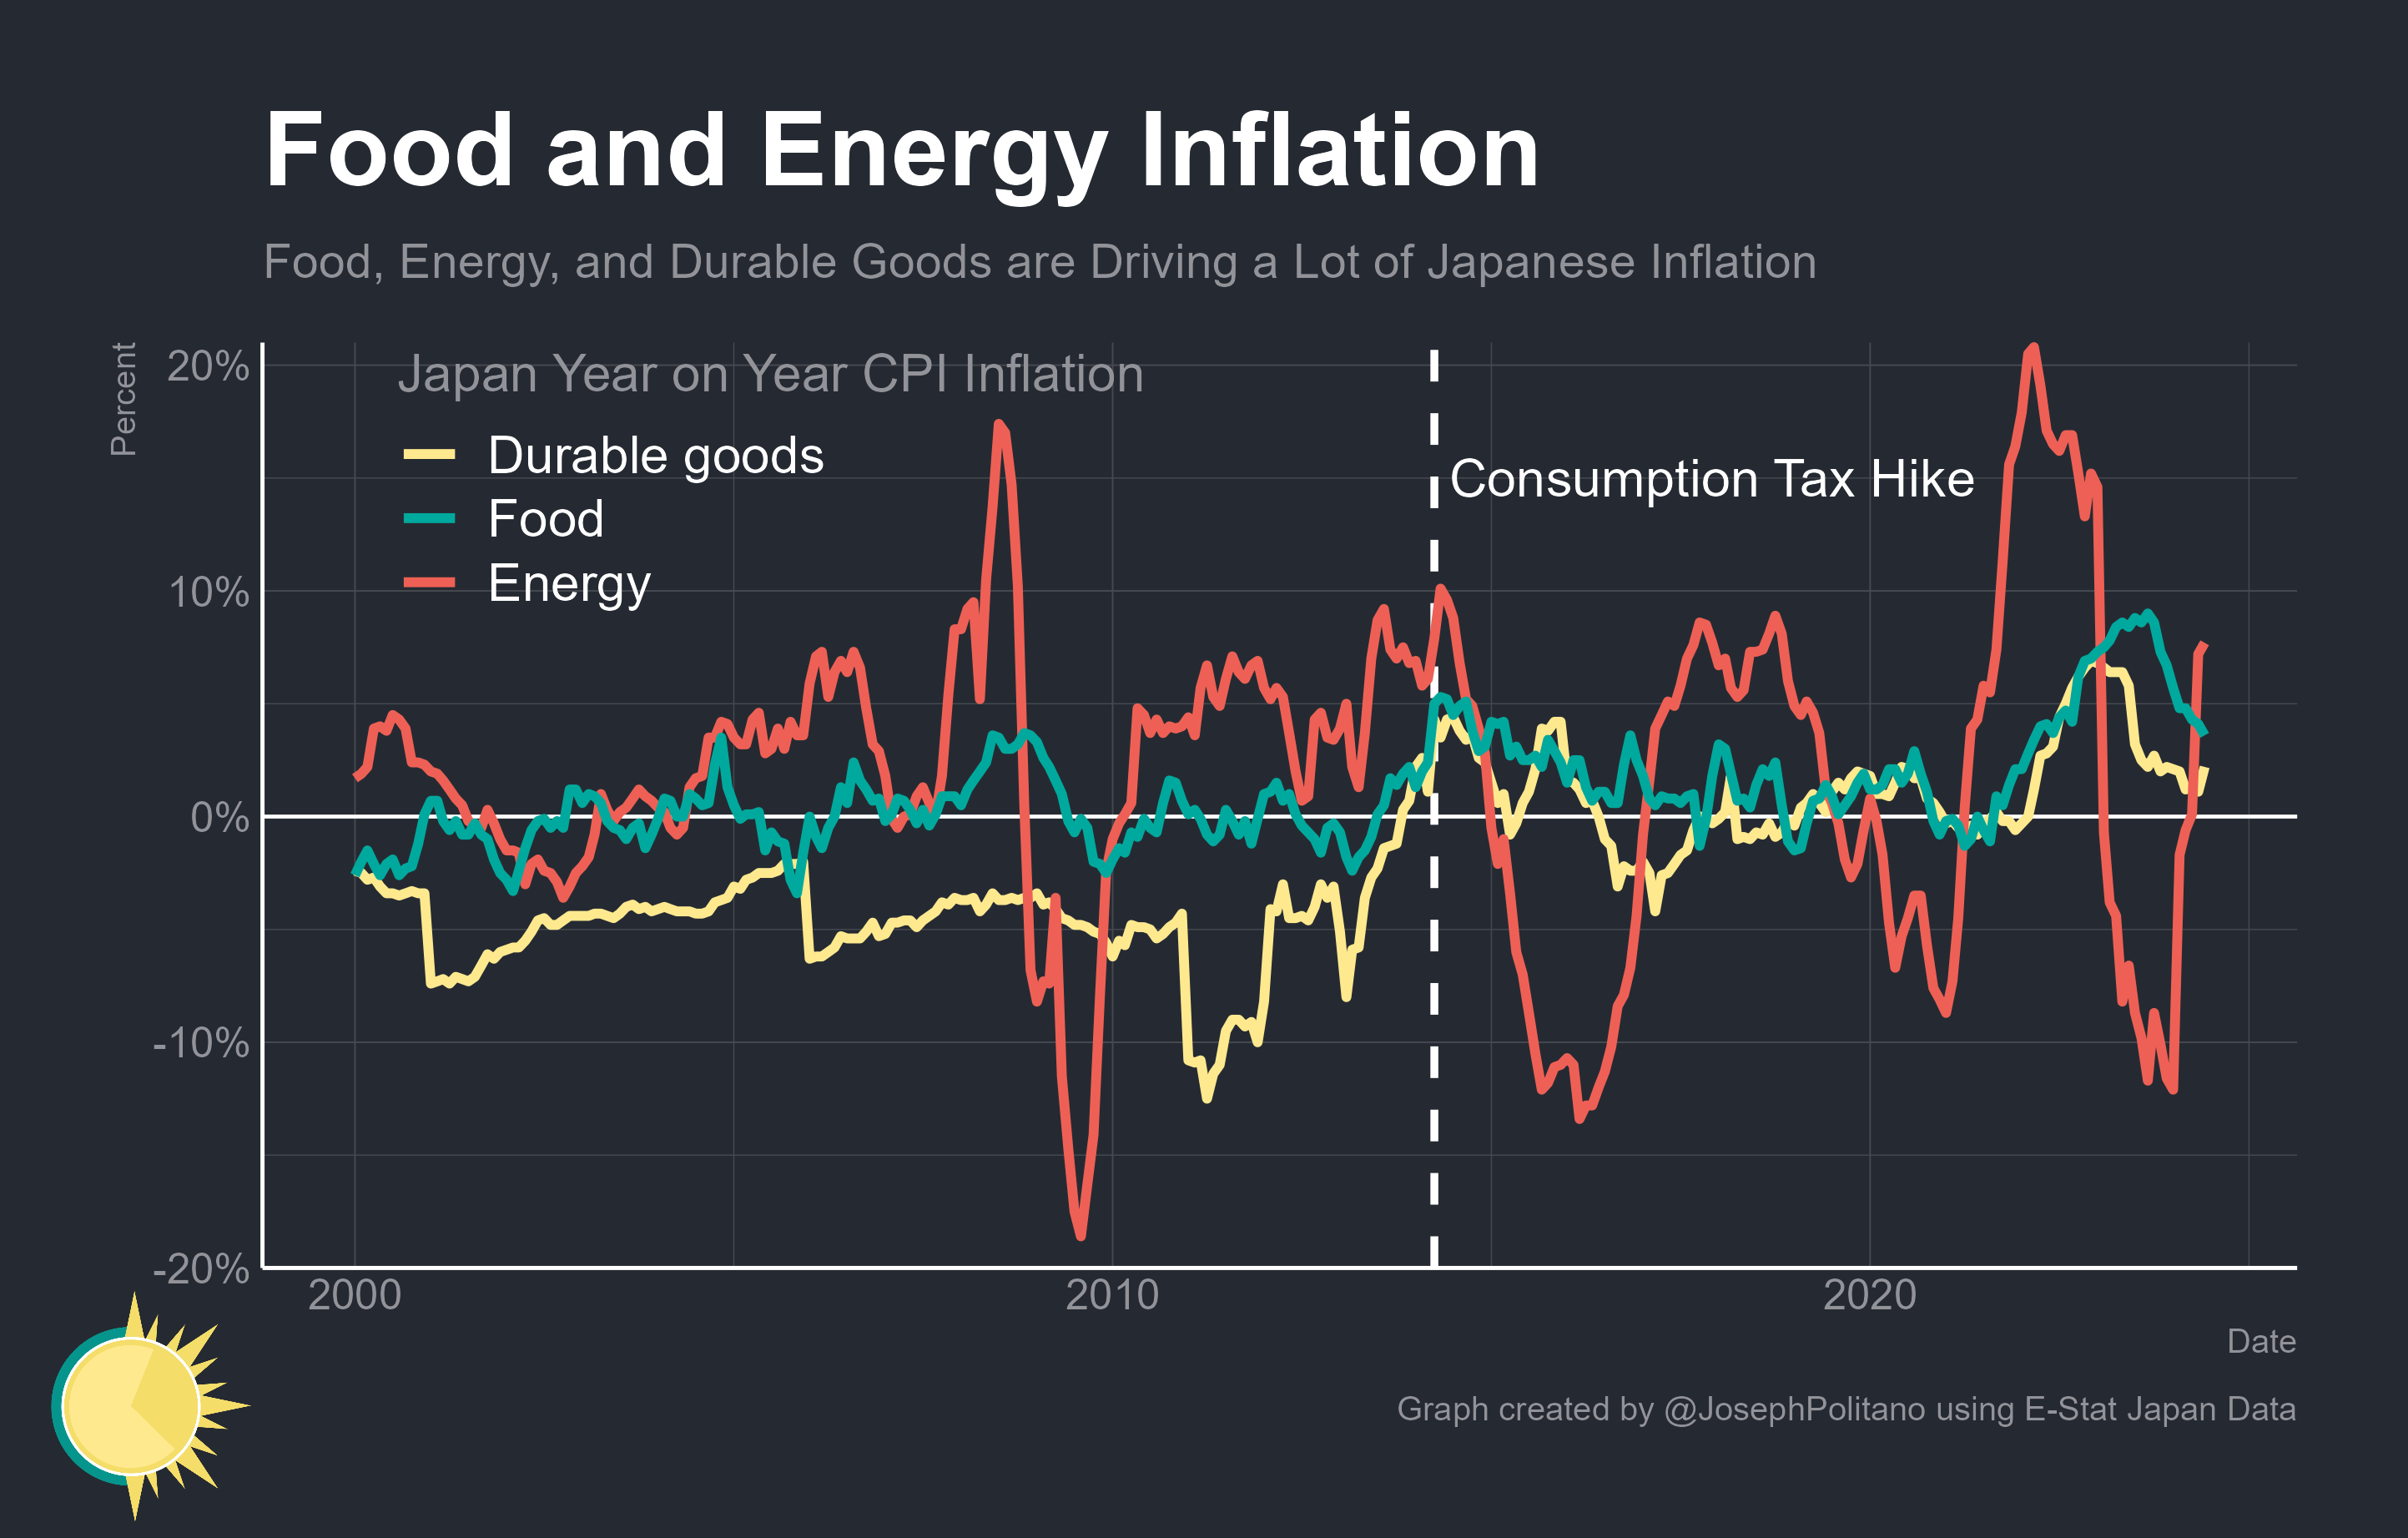 Food and Energy Inflation
Food, Energy, and Durable Goods are Driving a Lot of Japanese Inflation
Percent
Japan Year on Year CPI Inflation
Durable goods
Food
Energy
Consumption Tax Hike
20%
10%
0%
-10%
-20%
2000
2010
2020
Date
Graph created by @JosephPolitano using E-Stat Japan Data